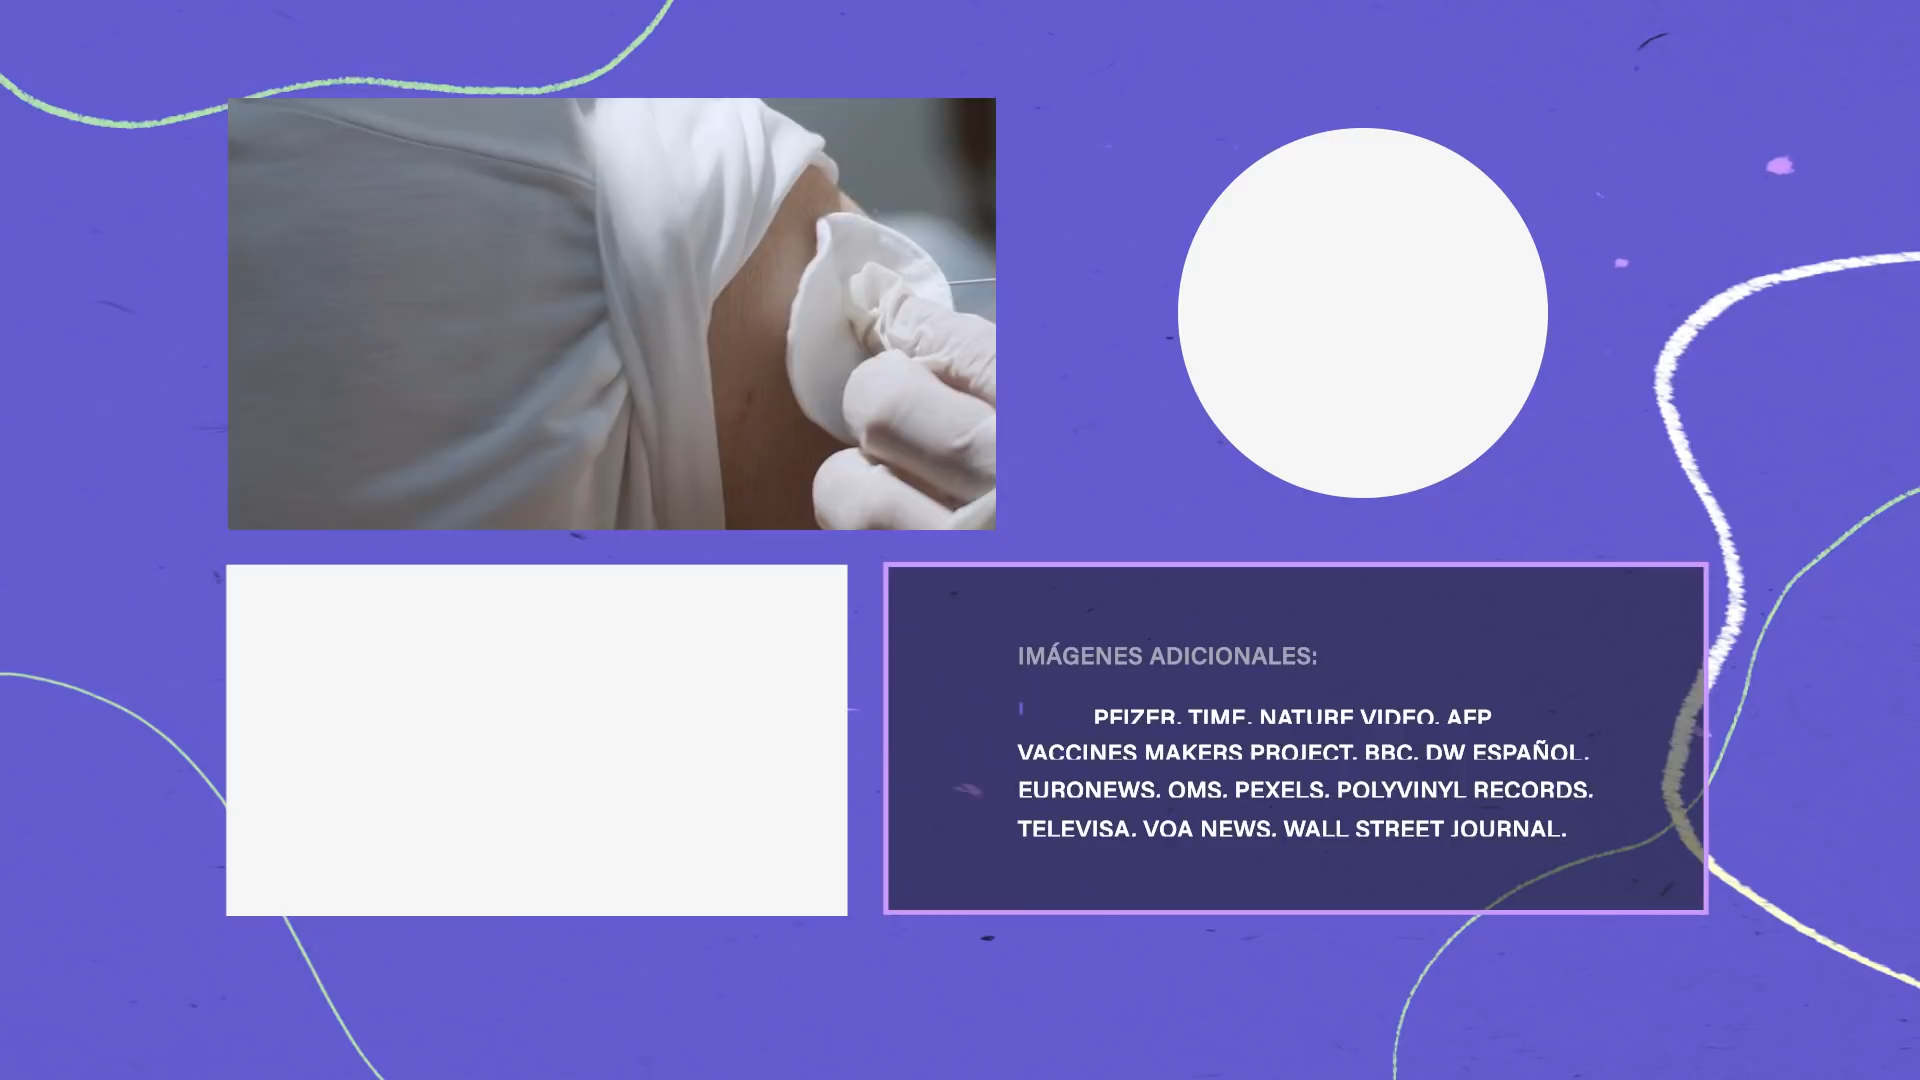 IMÁGENES ADICIONALES:
PFIZER. TIME. NATURE VIDEO. AFP
VACCINES MAKERS PROJECT. BBC. DW ESPAÑOL.
EURONEWS. OMS. PEXELS. POLYVINYL RECORDS.
TELEVISA. VOA NEWS. WALL STREET JOURNAL.